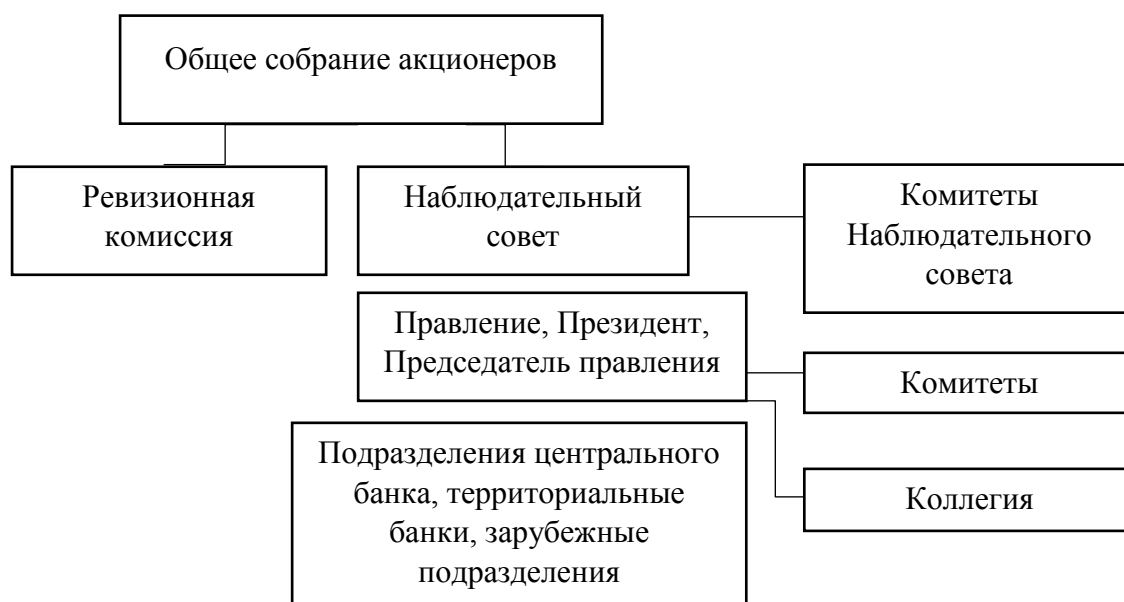 Общее собрание акционеров
Ревизионная
комиссия
Наблюдательный
совет
Комитеты
Наблюдательного
совета
Правление, Президент,
Председатель правления
Комитеты
Подразделения центрального
банка, территориальные
банки, зарубежные
подразделения
Коллегия